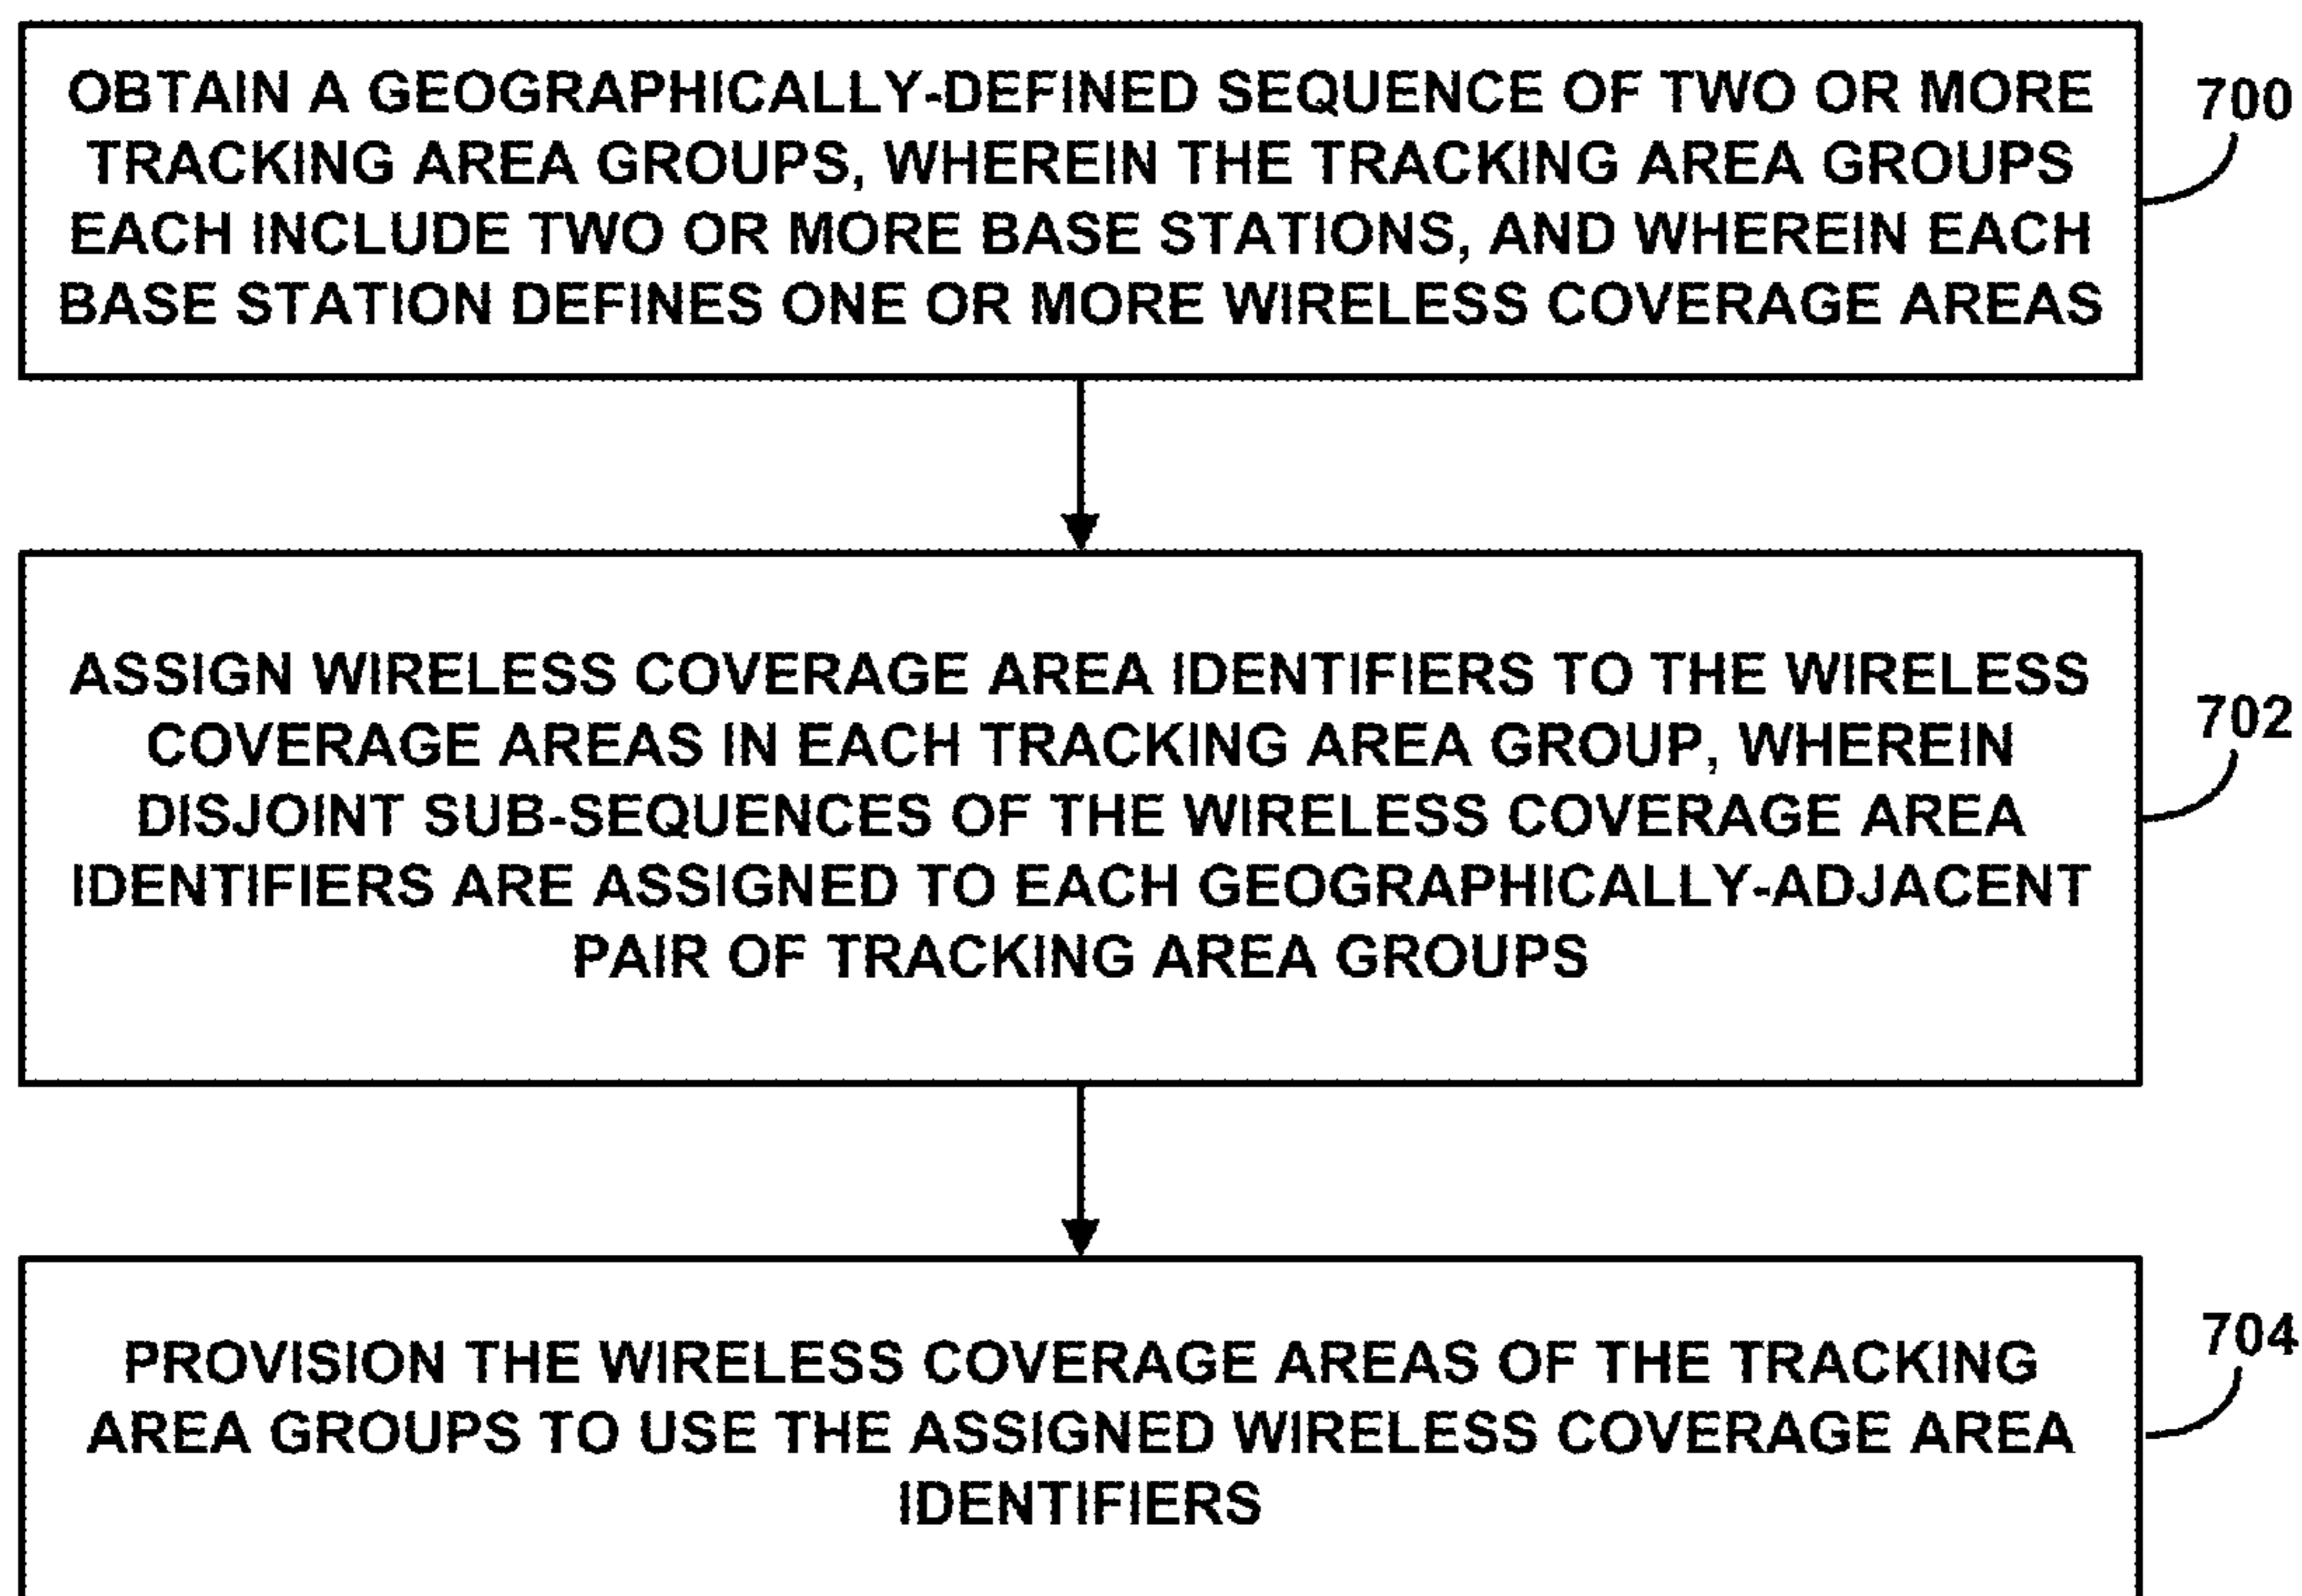 OBTAIN A GEOGRAPHICALLY-DEFINED SEQUENCE OF TWO OR MORE
TRACKING AREA GROUPS, WHEREIN THE TRACKING AREA GROUPS
EACH INCLUDE TWO OR MORE BASE STATIONS, AND WHEREIN EACH
BASE STATION DEFINES ONE OR MORE WIRELESS COVERAGE AREAS
700
ASSIGN WIRELESS COVERAGE AREA IDENTIFIERS TO THE WIRELESS
COVERAGE AREAS IN EACH TRACKING AREA GROUP, WHEREIN
DISJOINT SUB-SEQUENCES OF THE WIRELESS COVERAGE AREA
IDENTIFIERS ARE ASSIGNED TO EACH GEOGRAPHICALLY-ADJACENT
PAIR OF TRACKING AREA GROUPS
702
PROVISION THE WIRELESS COVERAGE AREAS OF THE TRACKING
AREA GROUPS TO USE THE ASSIGNED WIRELESS COVERAGE AREA
IDENTIFIERS
704